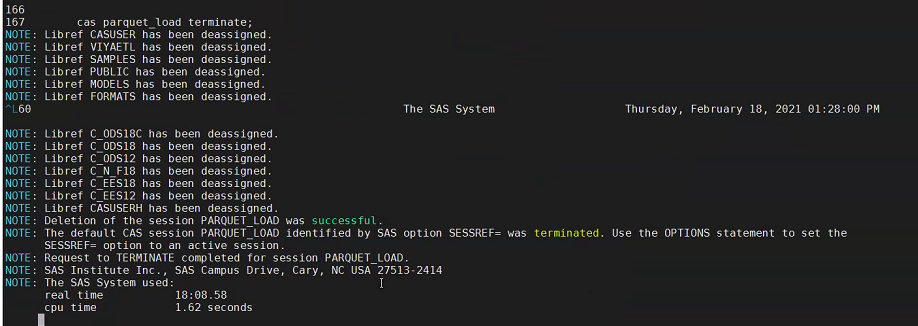 166
167 cas parquet_load terminate;
NOTE: Libref CASUSER has been deassigned.
NOTE: Libref VIYAETL has been deassigned.
NOTE: Libref SAMPLES has been deassigned.
NOTE: Libref PUBLIC has been deassigned.
NOTE: Libref MODELS has been deassigned.
NOTE: Libref FORMATS has been deassigned.
^L60 The SAS System Thursday, February 18, 2021 01:28:00 PM
NOTE: Libref C_ODS18C has been deassigned.
NOTE: Libref C_ODS18 has been deassigned.
NOTE: Libref C_ODS12 has been deassigned.
NOTE: Libref C_N_F18 has been deassigned.
NOTE: Libref C_EES18 has been deassigned.
NOTE: Libref C_EES12 has been deassigned.
NOTE: Libref CASUSERH has been deassigned.
NOTE: Deletion of the session PARQUET_LOAD was successful.
NOTE: The default CAS session PARQUET_LOAD identified by SAS option SESSREF= was terminated. Use the OPTIONS statement to set the
SESSREF= option to an active session.
NOTE: Request to TERMINATE completed for session PARQUET_LOAD.
NOTE: SAS Institute Inc., SAS Campus Drive, Cary, NC USA 27513-2414
NOTE: The SAS System used:
real time 18:08.58
cpu time 1.62 seconds